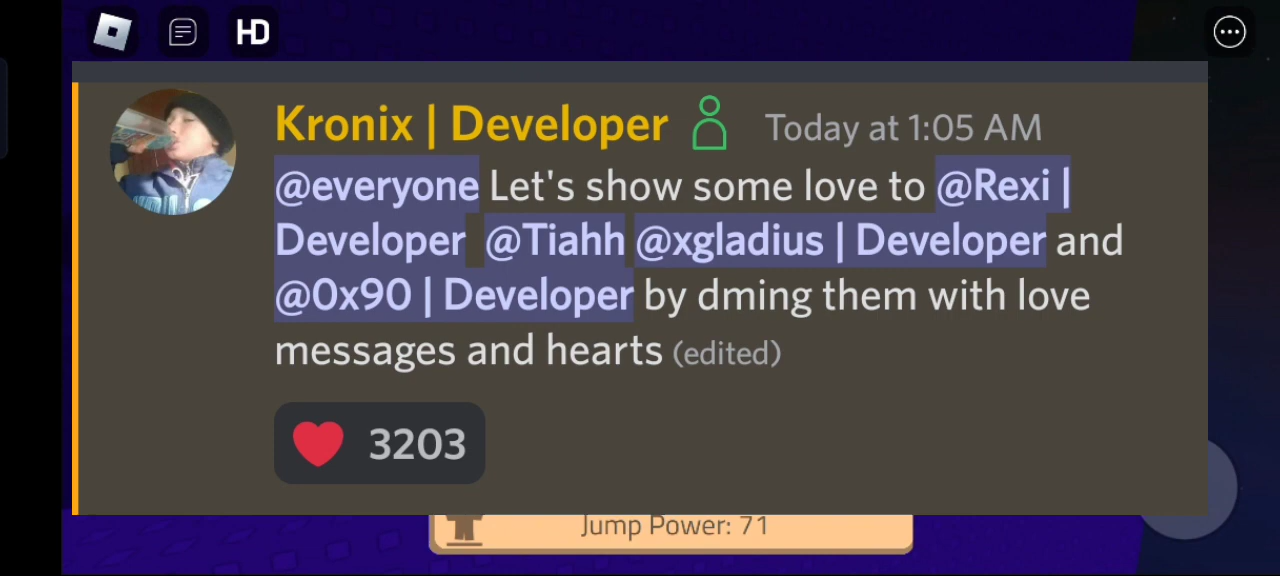 HD
Kronix | Developer Today at 1:05 AM
@everyone Let's show some love to @Rexi |
Developer @Tiahh @xgladius | Developer and
@0x90 | Developer by dming them with love
messages and hearts (edited)
3203
Jump Power: 71